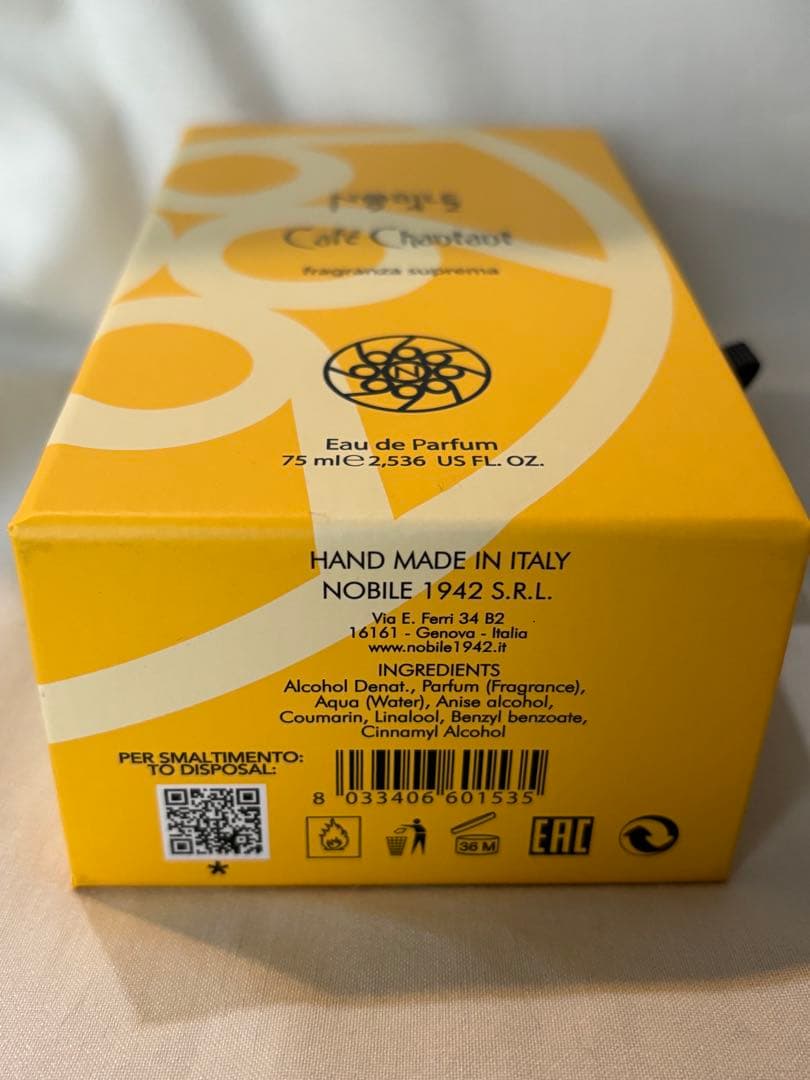 Café Chantant
fragranza suprema
N
Eau de Parfum
75 ml ℮ 2,536 US FL. OZ.
HAND MADE IN ITALY
NOBILE 1942 S.R.L.
Via E. Ferri 34 B2
16161 - Genova - Italia
www.nobile1942.it
INGREDIENTS
Alcohol Denat., Parfum (Fragrance),
Aqua (Water), Anise alcohol,
Coumarin, Linalool, Benzyl benzoate,
Cinnamyl Alcohol
PER SMALTIMENTO:
TO DISPOSAL:
8 033406 601535
*
36 M
EAC